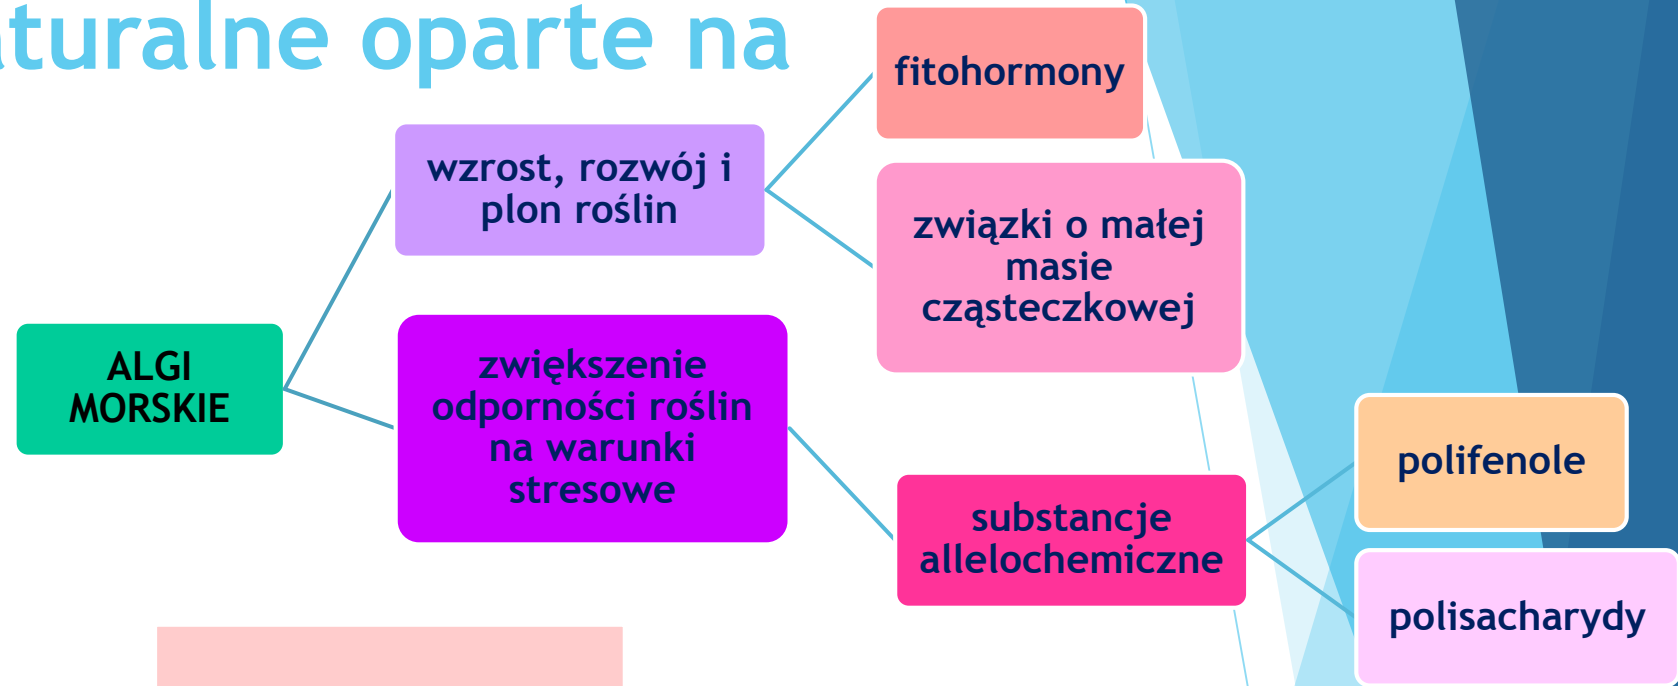 aturalne oparte na
fitohormony
wzrost, rozwój i
plon roślin
związki o małej
masie
cząsteczkowej
ALGI
MORSKIE
zwiększenie
odporności roślin
na warunki
stresowe
substancje
allelochemiczne
polifenole
polisacharydy